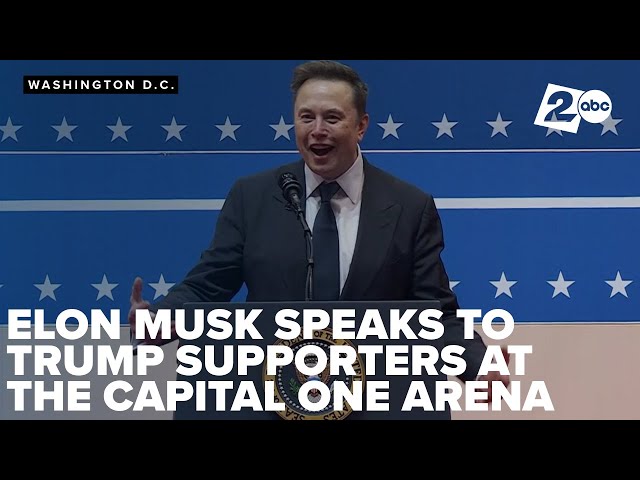 WASHINGTON D.C.
2 abc
ELON MUSK SPEAKS TO
TRUMP SUPPORTERS AT
THE CAPITAL ONE ARENA